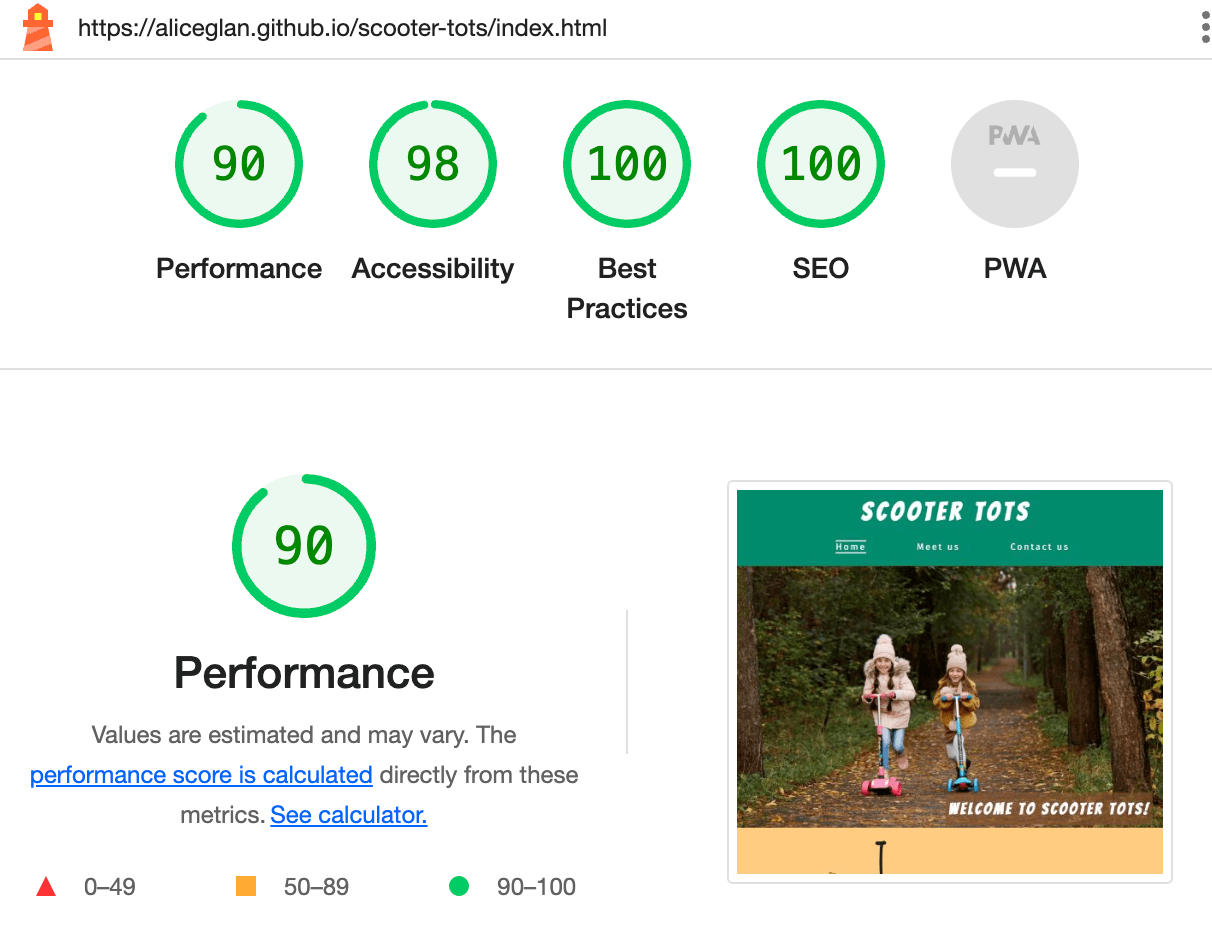 https://aliceglan.github.io/scooter-tots/index.html
90
98
100
100
PWA
Performance
Accessibility
Best
Practices
SEO
PWA
90
Performance
Values are estimated and may vary. The
performance score is calculated directly from these
metrics. See calculator.
0–49
50–89
90–100
SCOOTER TOTS
Home
Meet us
Contact us
WELCOME TO SCOOTER TOTS!